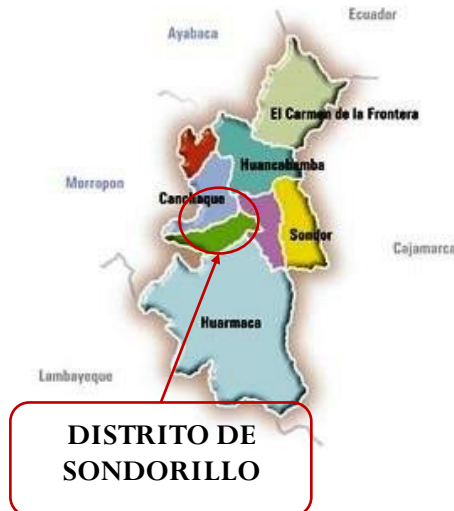 Ecuador
Ayabaca
El Carmen de la Frontera
Huancabamba
Morropon
Canchaque
Sondor
Cajamarca
Huarmaca
Lambayeque
DISTRITO DE
SONDORILLO